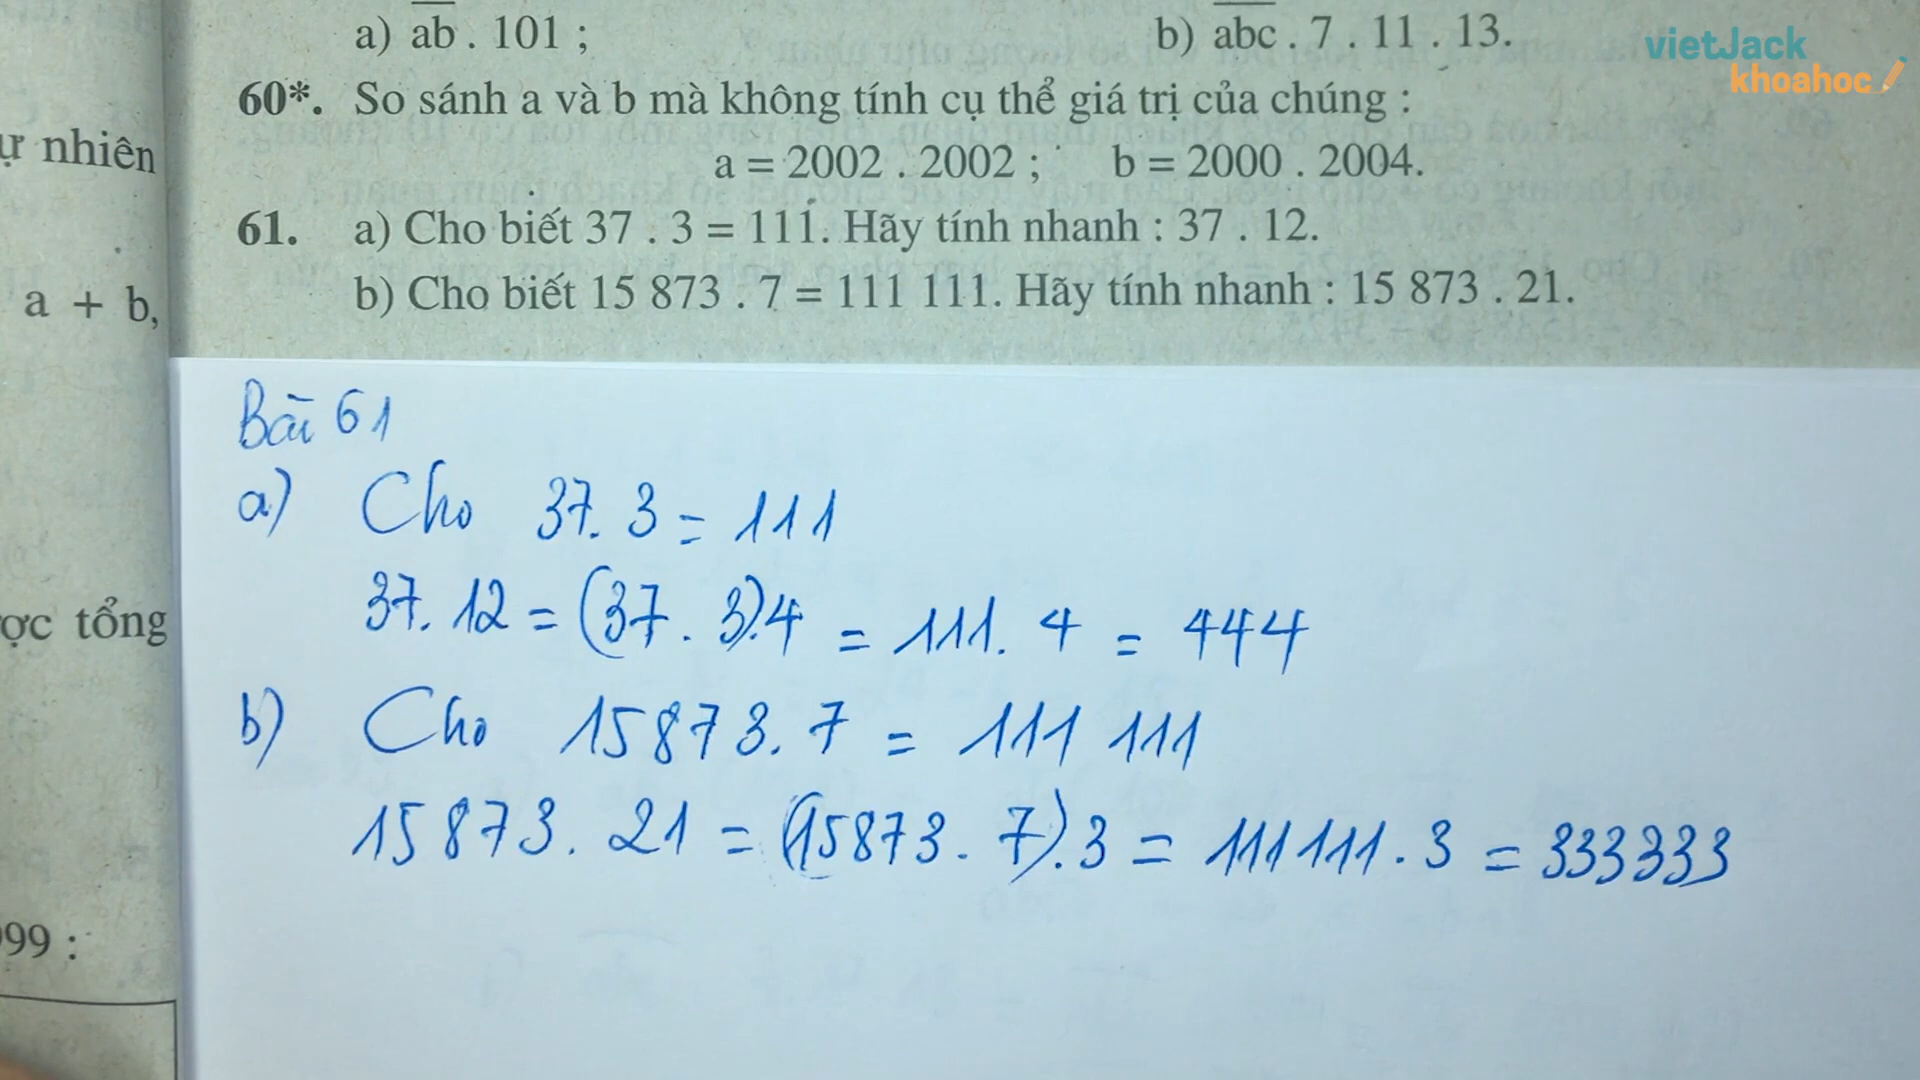 a) ab . 101 ; b) abc . 7 . 11 . 13.
vietJack
khoahoc
60*. So sánh a và b mà không tính cụ thể giá trị của chúng :
ự nhiên
a = 2002 . 2002 ; b = 2000 . 2004.
61. a) Cho biết 37 . 3 = 111. Hãy tính nhanh : 37 . 12.
a + b,
b) Cho biết 15 873 . 7 = 111 111. Hãy tính nhanh : 15 873 . 21.
Bài 61
a) Cho 37. 3 = 111
37. 12 = (37 . 3).4 = 111. 4 = 444
ợc tổng
b) Cho 15873. 7 = 111 111
15873. 21 = (15873. 7).3 = 111111. 3 = 333333
99 :